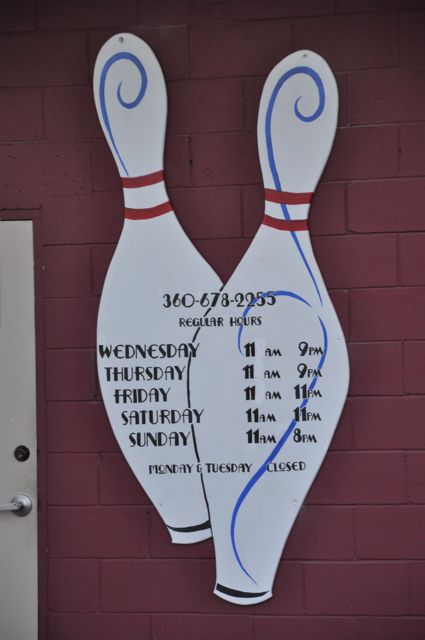 360-678-2255
REGULAR HOURS
WEDNESDAY 11 AM 9PM
THURSDAY 11 AM 9PM
FRIDAY 11 AM 11PM
SATURDAY 11AM 11PM
SUNDAY 11AM 8PM
MONDAY & TUESDAY CLOSED